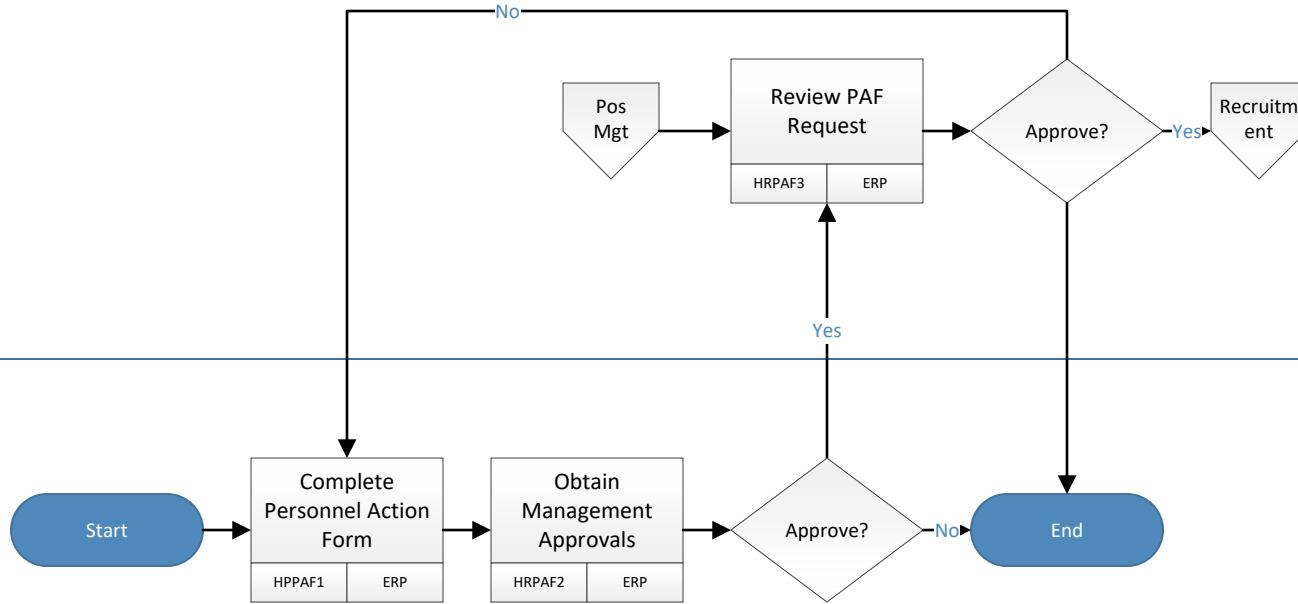 No
Pos
Mgt
Review PAF
Request
HRPAF3
ERP
Approve?
Yes
Recruitm
ent
Yes
Start
Complete
Personnel Action
Form
HPPAF1
ERP
Obtain
Management
Approvals
HRPAF2
ERP
Approve?
No
End